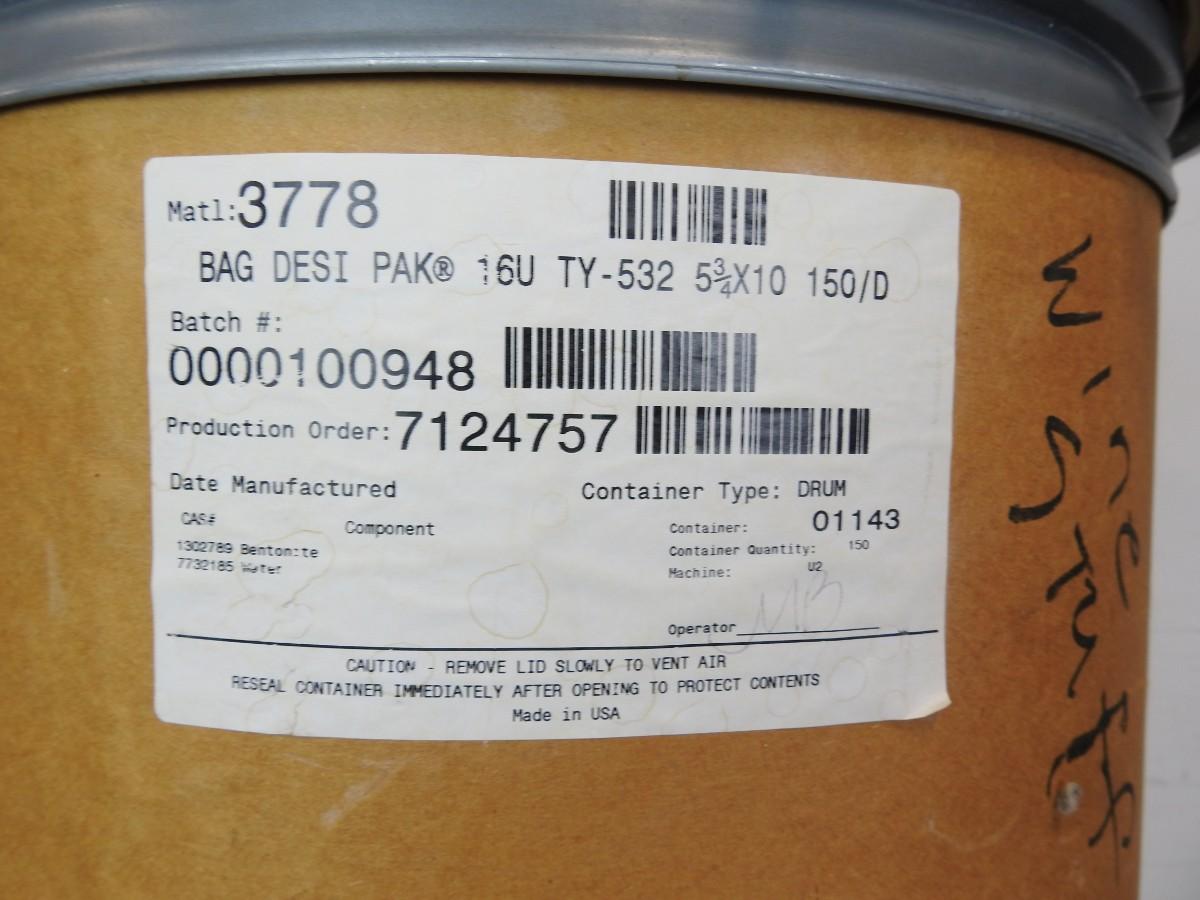 Matl:3778
BAG DESI PAK® 16U TY-532 5¾X10 150/D
Batch #:
0000100948
Production Order:7124757
Date Manufactured
Container Type: DRUM
CAS#
Component
Container: 01143
1302789 Bentonite
Container Quantity: 150
7732185 Water
Machine: U2
Operator MB
CAUTION - REMOVE LID SLOWLY TO VENT AIR
RESEAL CONTAINER IMMEDIATELY AFTER OPENING TO PROTECT CONTENTS
Made in USA